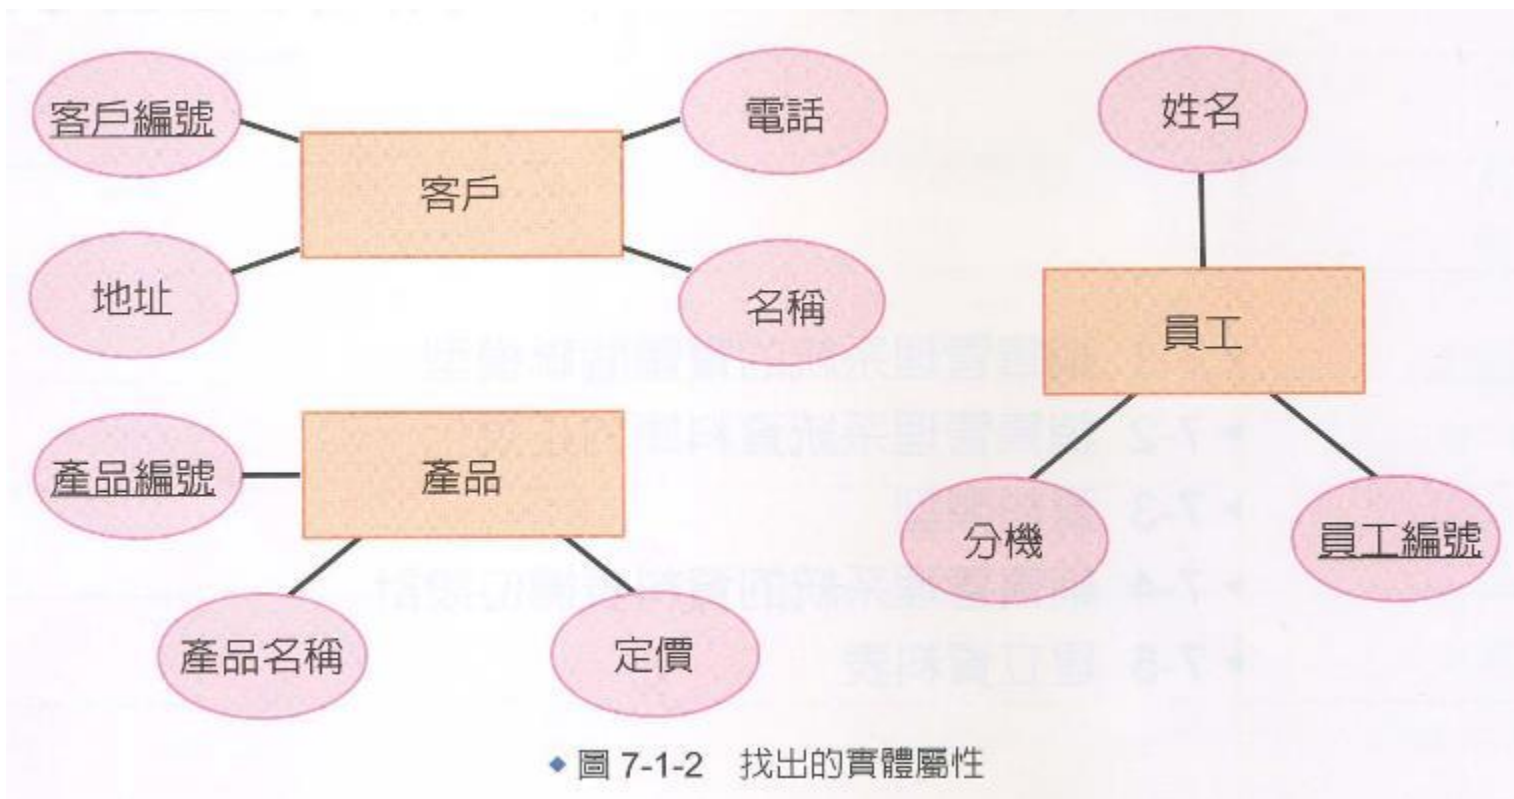 客戶編號
電話
客戶
地址
名稱
姓名
員工
分機
員工編號
產品編號
產品
產品名稱
定價
◆ 圖 7-1-2 找出的實體屬性